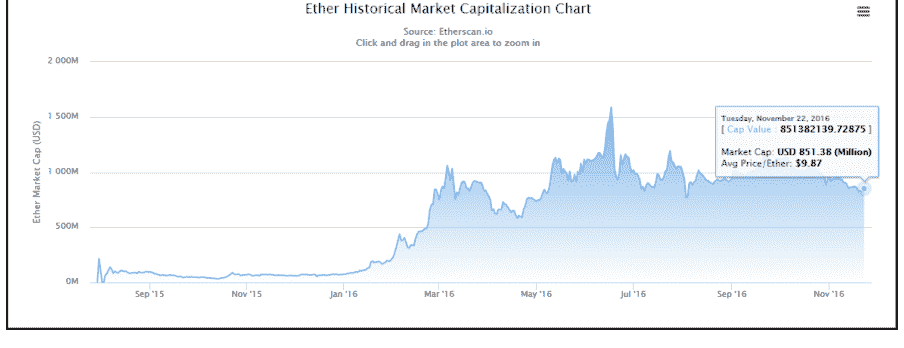 Ether Historical Market Capitalization Chart
Source: Etherscan.io
Click and drag in the plot area to zoom in
Ether Market Cap (USD)
2 000M
1 500M
1 000M
500M
0M
Tuesday, November 22, 2016
[ Cap Value : 851382139.72875 ]
Market Cap: USD 851.38 (Million)
Avg Price/Ether: $9.87
Sep '15 Nov '15 Jan '16 Mar '16 May '16 Jul '16 Sep '16 Nov '16